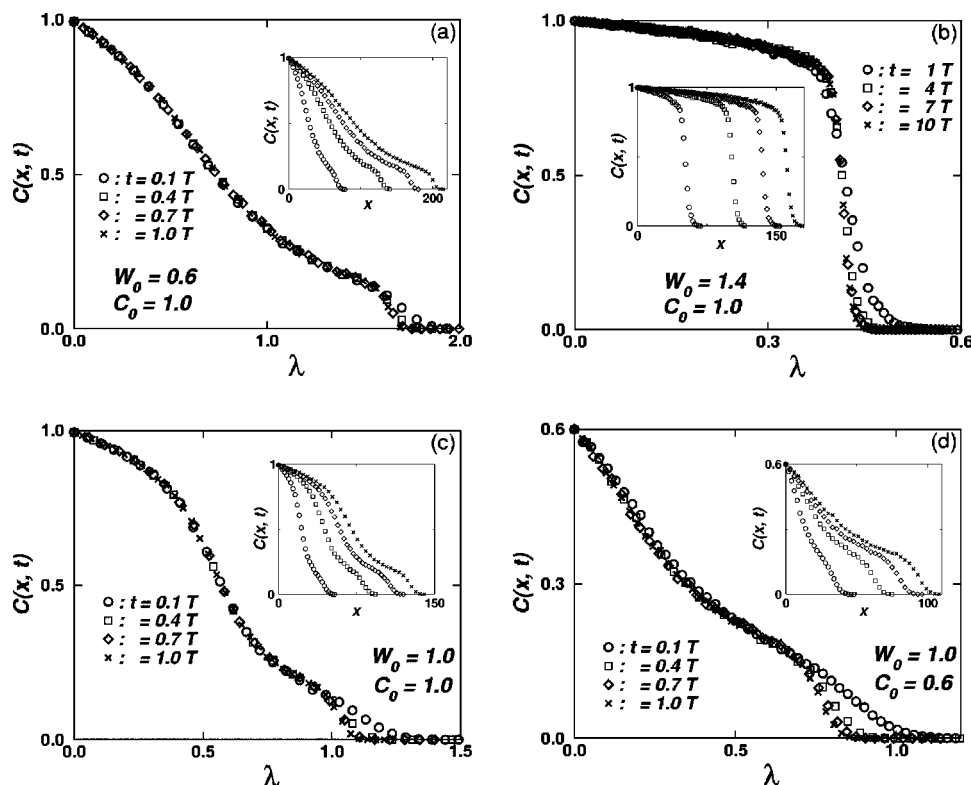 (a)
1.0
0.5
0.0
C(x, t)
0.0
1.0
2.0
λ
○ : t = 0.1 T
□ : = 0.4 T
◇ : = 0.7 T
× : = 1.0 T
W0 = 0.6
C0 = 1.0
1
0
C(x, t)
0
200
x
(b)
1.0
0.5
0.0
C(x, t)
0.0
0.3
0.6
λ
○ : t = 1 T
□ : = 4 T
◇ : = 7 T
× : = 10 T
W0 = 1.4
C0 = 1.0
1
0
C(x, t)
0
150
x
(c)
1.0
0.5
0.0
C(x, t)
0.0
0.5
1.0
1.5
λ
○ : t = 0.1 T
□ : = 0.4 T
◇ : = 0.7 T
× : = 1.0 T
W0 = 1.0
C0 = 1.0
1
0
C(x, t)
0
150
x
(d)
0.6
0.3
0.0
C(x, t)
0.0
0.5
1.0
λ
○ : t = 0.1 T
□ : = 0.4 T
◇ : = 0.7 T
× : = 1.0 T
W0 = 1.0
C0 = 0.6
0.6
0
C(x, t)
0
100
x